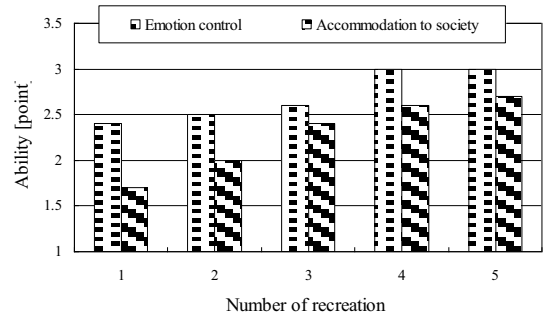 Emotion control Accommodation to society
Ability [point]
3.5
3
2.5
2
1.5
1
1 2 3 4 5
Number of recreation